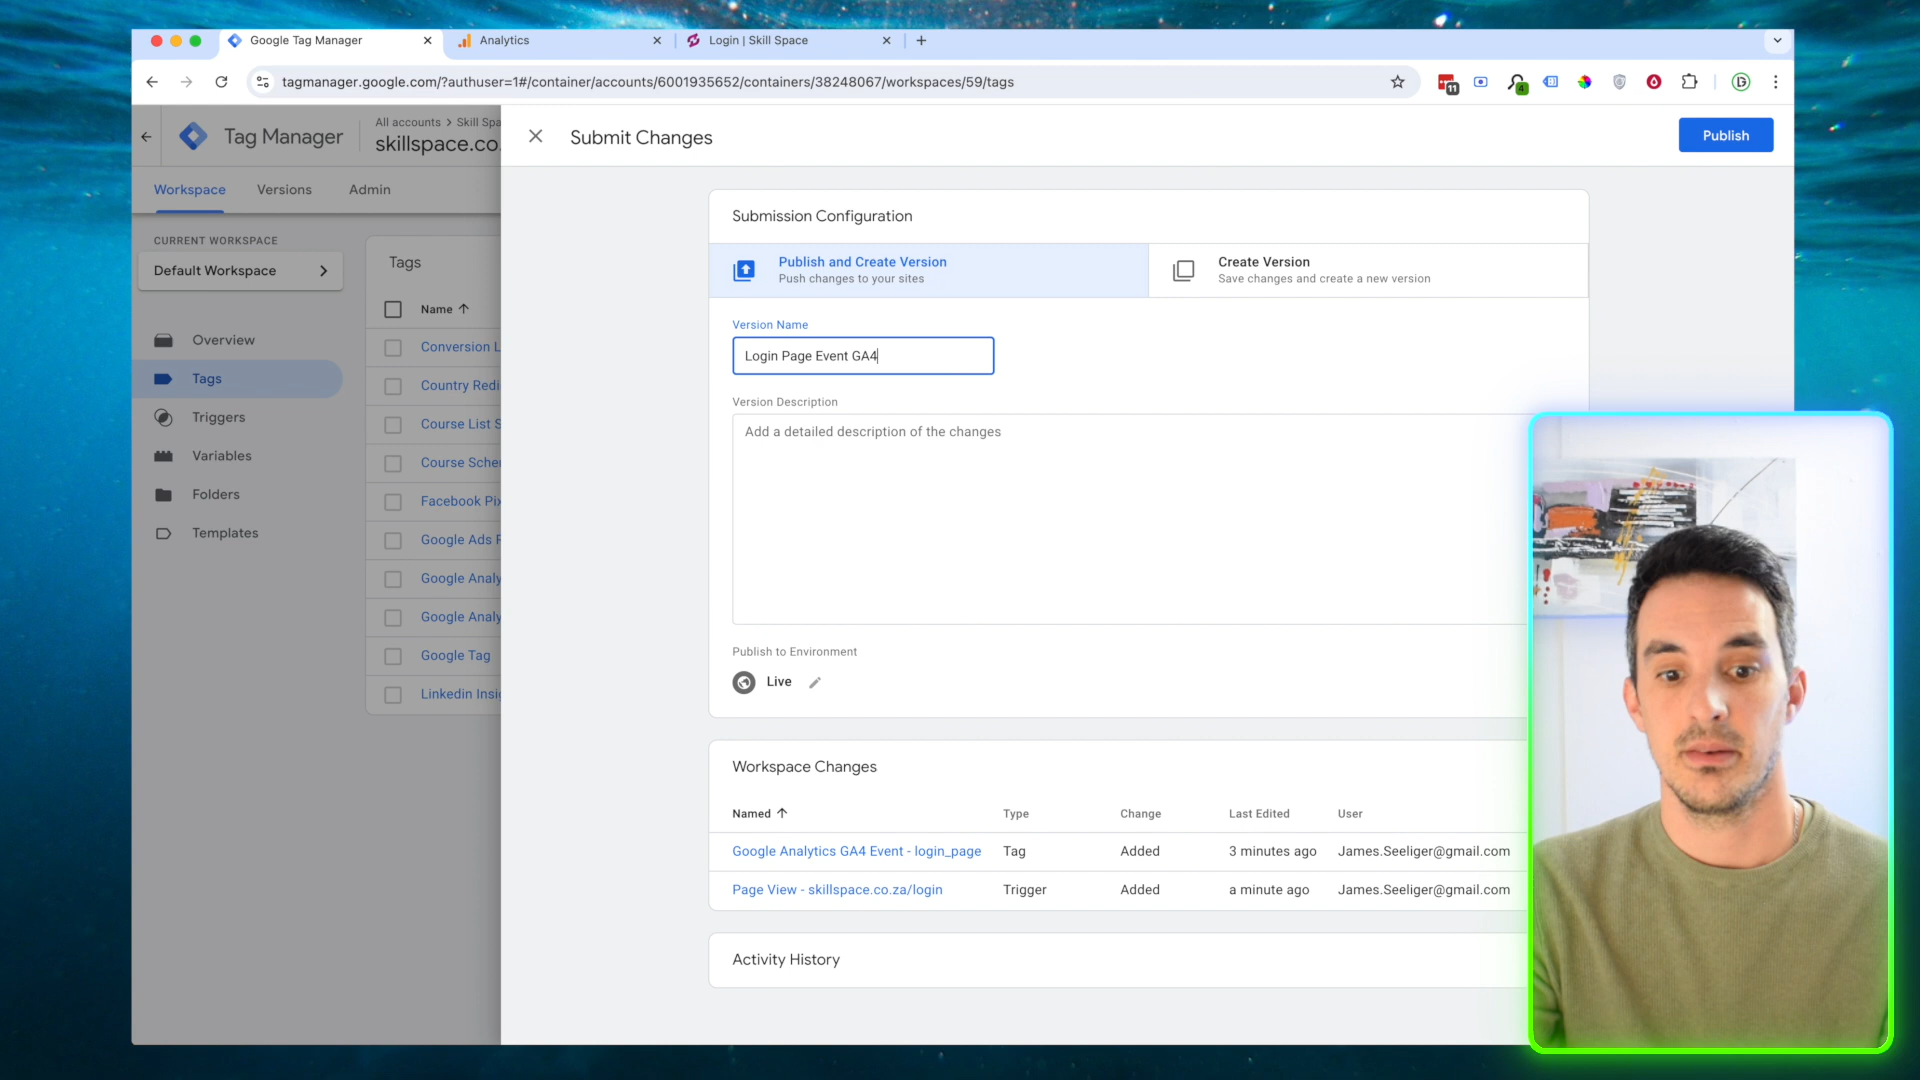 Google Tag Manager
Analytics
Login | Skill Space
tagmanager.google.com/?authuser=1#/container/accounts/6001935652/containers/38248067/workspaces/59/tags
11
4
Tag Manager
All accounts > Skill Spa
skillspace.co.
Submit Changes
Publish
Workspace
Versions
Admin
CURRENT WORKSPACE
Default Workspace
Overview
Tags
Triggers
Variables
Folders
Templates
Tags
Name
Conversion L
Country Redi
Course List S
Course Sche
Facebook Pix
Google Ads
Google Analy
Google Analy
Google Tag
Linkedin Insi
Submission Configuration
Publish and Create Version
Push changes to your sites
Create Version
Save changes and create a new version
Version Name
Login Page Event GA4
Version Description
Add a detailed description of the changes
Publish to Environment
Live
Workspace Changes
Named
Type
Change
Last Edited
User
Google Analytics GA4 Event - login_page
Tag
Added
3 minutes ago
James.Seeliger@gmail.com
Page View - skillspace.co.za/login
Trigger
Added
a minute ago
James.Seeliger@gmail.com
Activity History